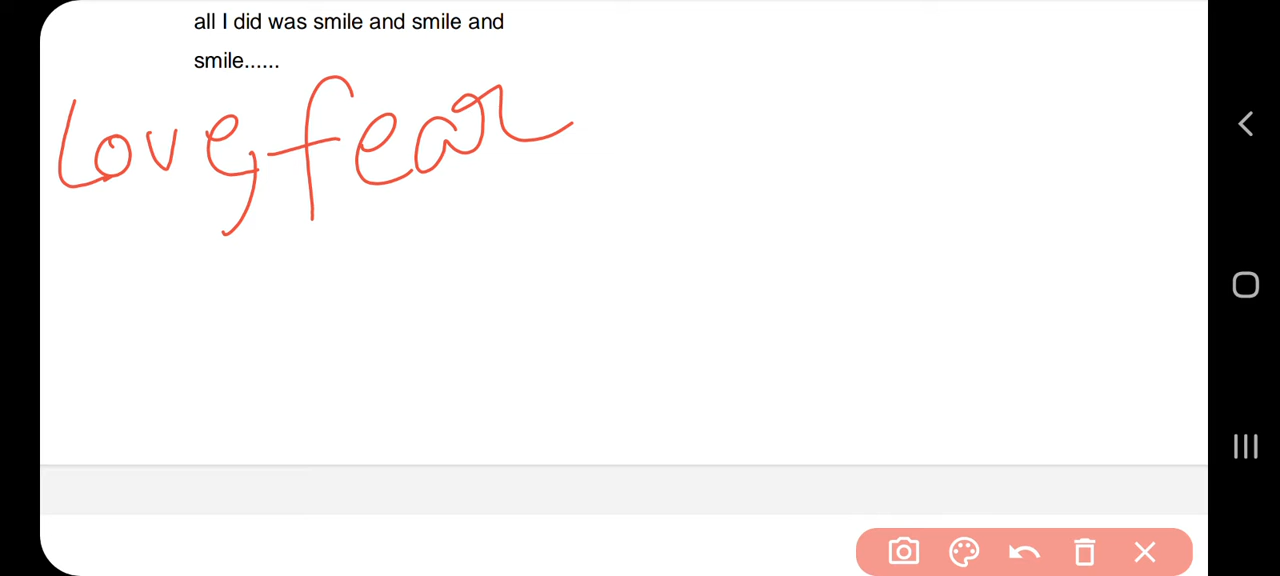 all I did was smile and smile and
smile......
Love, fear